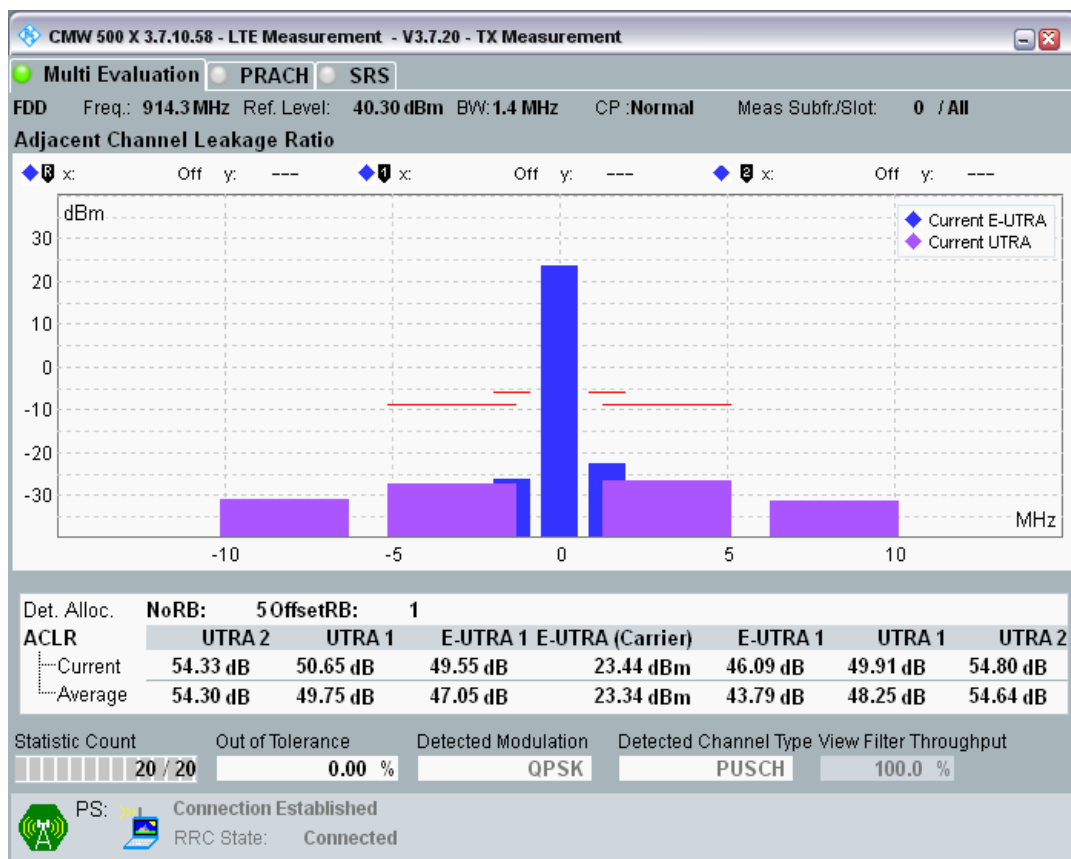 CMW 500 X 3.7.10.58 - LTE Measurement - V3.7.20 - TX Measurement
Multi Evaluation PRACH SRS
FDD Freq.: 914.3 MHz Ref. Level: 40.30 dBm BW: 1.4 MHz CP :Normal Meas Subfr./Slot: 0 / All
Adjacent Channel Leakage Ratio
R x: Off y: --- 1 x: Off y: --- 2 x: Off y: ---
dBm
Current E-UTRA
Current UTRA
30
20
10
0
-10
-20
-30
MHz
-10 -5 0 5 10
Det. Alloc. NoRB: 5 OffsetRB: 1
ACLR UTRA 2 UTRA 1 E-UTRA 1 E-UTRA (Carrier) E-UTRA 1 UTRA 1 UTRA 2
Current 54.33 dB 50.65 dB 49.55 dB 23.44 dBm 46.09 dB 49.91 dB 54.80 dB
Average 54.30 dB 49.75 dB 47.05 dB 23.34 dBm 43.79 dB 48.25 dB 54.64 dB
Statistic Count Out of Tolerance Detected Modulation Detected Channel Type View Filter Throughput
20 / 20 0.00 % QPSK PUSCH 100.0 %
PS: Connection Established
RRC State: Connected